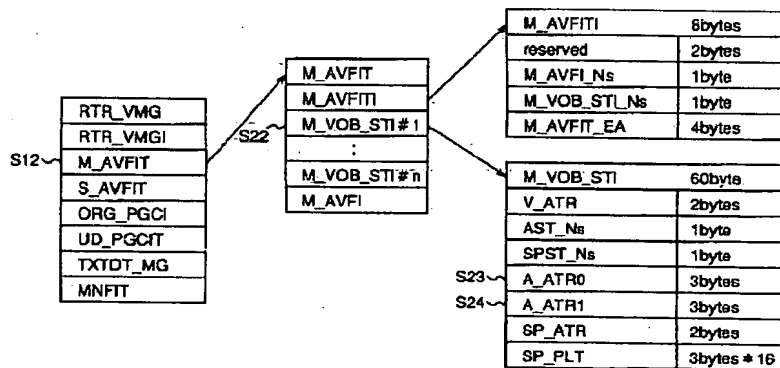 RTR_VMG
RTR_VMGI
S12
M_AVFIT
S_AVFIT
ORG_PGCI
UD_PGCIT
TXTDT_MG
MNFIT
M_AVFIT
M_AVFITI
S22
M_VOB_STI#1
:
M_VOB_STI#n
M_AVFI
M_AVFITI 8bytes
reserved 2bytes
M_AVFI_Ns 1byte
M_VOB_STI_Ns 1byte
M_AVFIT_EA 4bytes
M_VOB_STI 60byte
V_ATR 2bytes
AST_Ns 1byte
SPST_Ns 1byte
S23 A_ATR0 3bytes
S24 A_ATR1 3bytes
SP_ATR 2bytes
SP_PLT 3bytes * 16